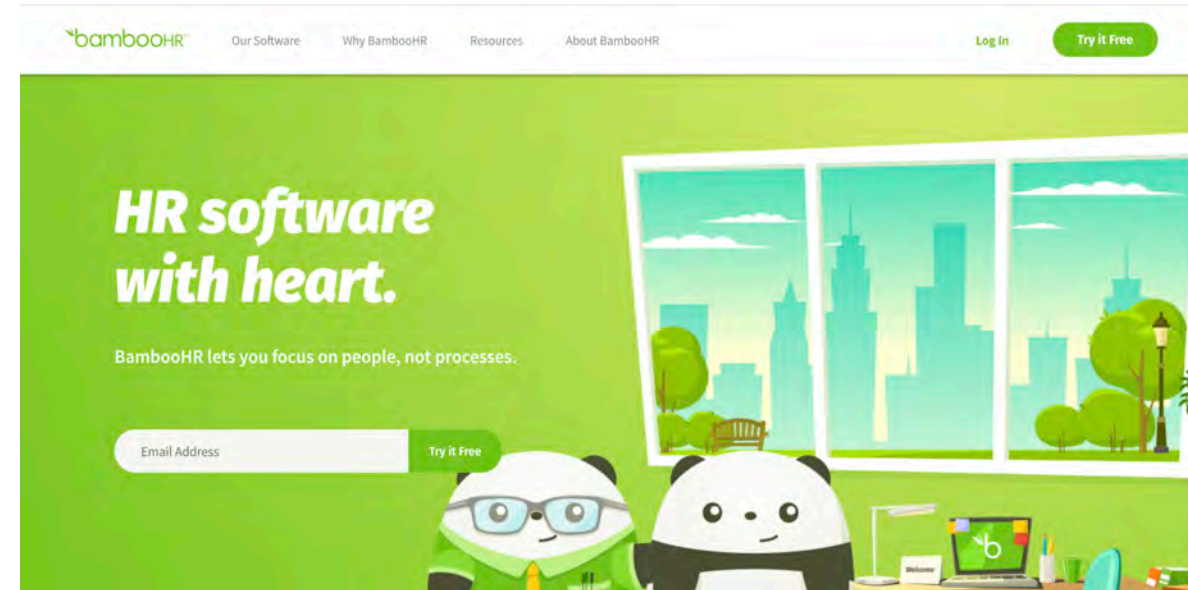 bambooHR™
Our Software Why BambooHR Resources About BambooHR
Log In
Try it Free
HR software
with heart.
BambooHR lets you focus on people, not processes.
Email Address
Try it Free
b
Welcome